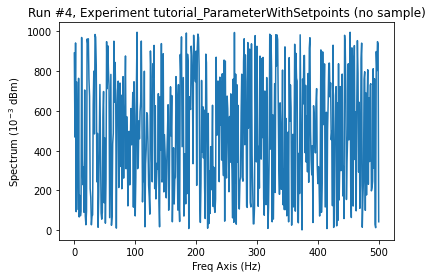 Run #4, Experiment tutorial_ParameterWithSetpoints (no sample)
Spectrum (10⁻³ dBm)
1000
800
600
400
200
0
0 100 200 300 400 500
Freq Axis (Hz)